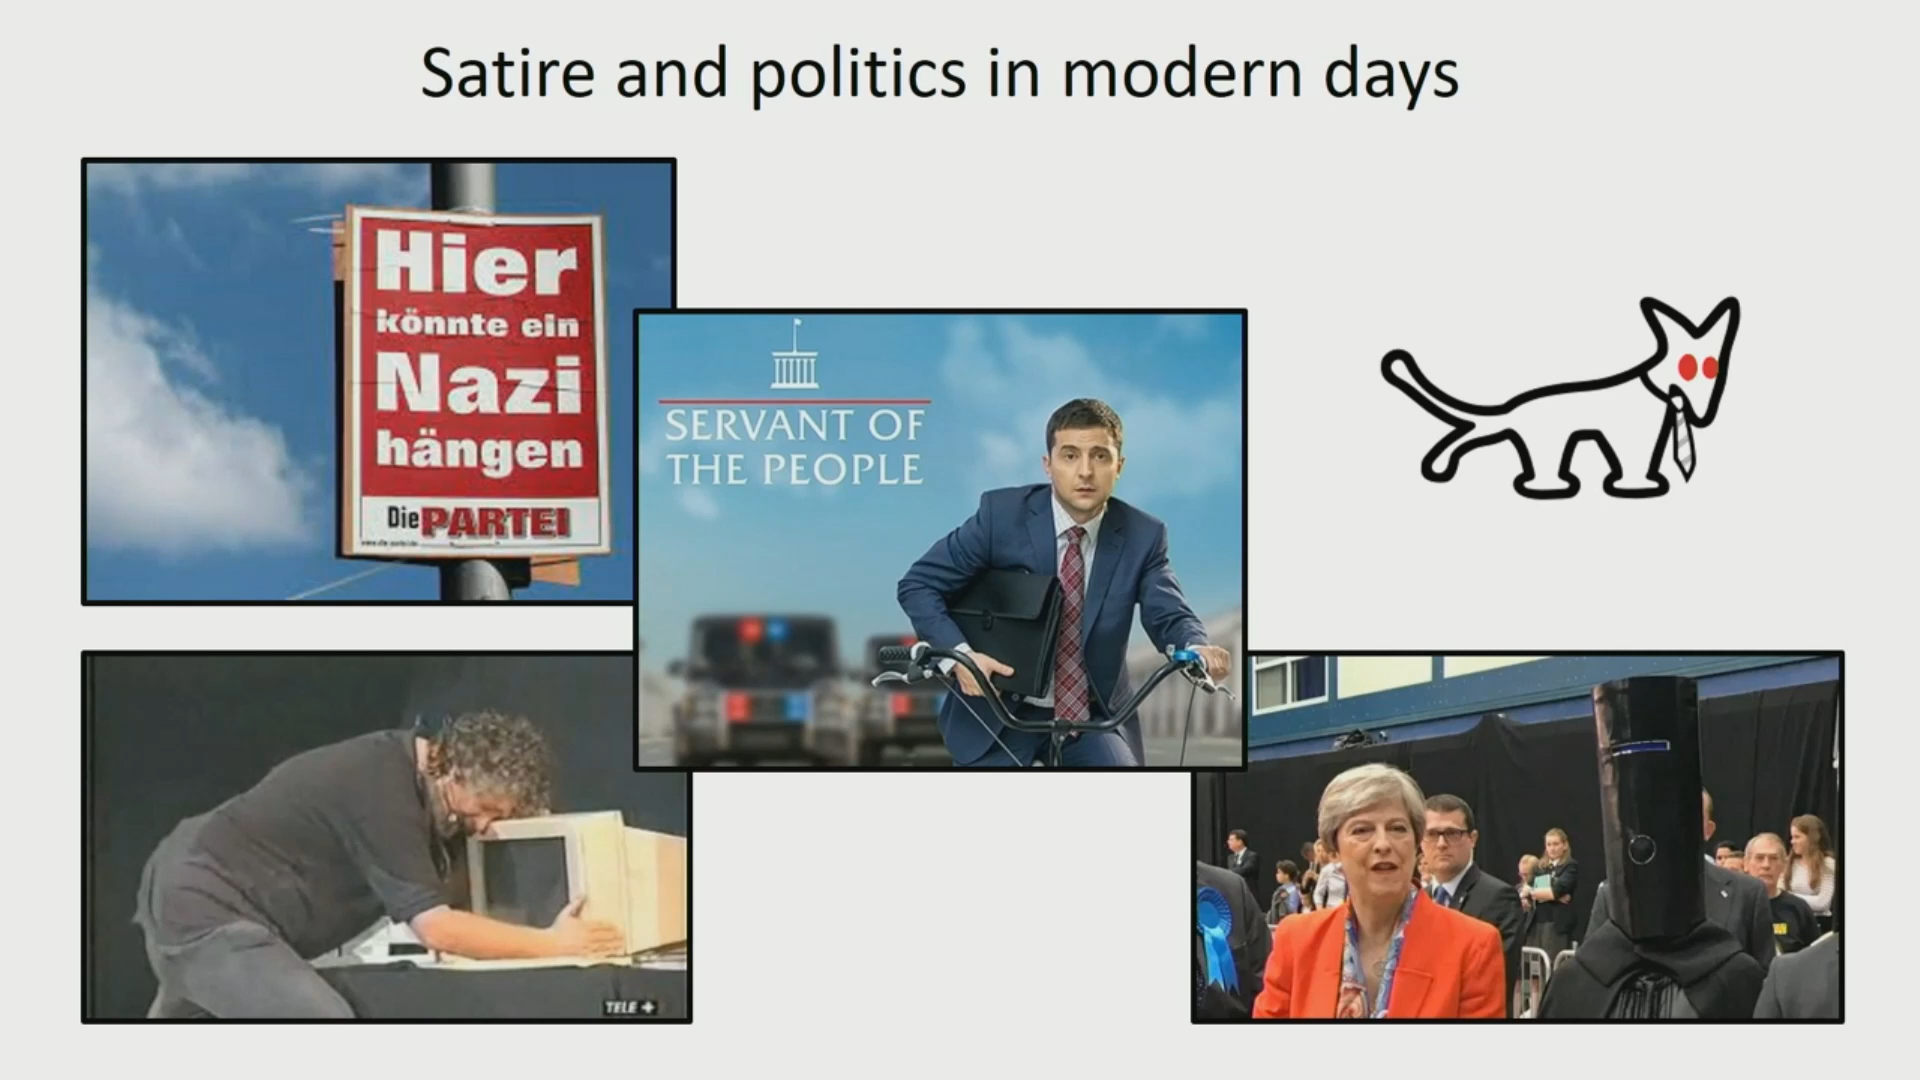 Satire and politics in modern days
Hier
könnte ein
Nazi
hängen
Die PARTEI
SERVANT OF
THE PEOPLE
TELE +